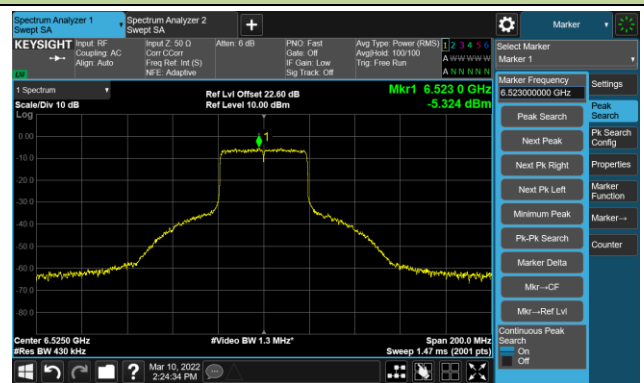 Spectrum Analyzer 1
Swept SA
Spectrum Analyzer 2
Swept SA
Marker
KEYSIGHT
Input: RF
Coupling: AC
Align: Auto
Input Z: 50 Ω
Corr CCorr
Freq Ref: Int (S)
NFE: Adaptive
Atten: 6 dB
PNO: Fast
Gate: Off
IF Gain: Low
Sig Track: Off
Avg Type: Power (RMS)
Avg|Hold: 100/100
Trig: Free Run
1 2 3 4 5 6
A W W W W W
A N N N N N
Select Marker
Marker 1
LW
1 Spectrum
Scale/Div 10 dB
Log
Ref Lvl Offset 22.60 dB
Ref Level 10.00 dBm
Mkr1 6.523 0 GHz
-5.324 dBm
1
0.00
-10.0
-20.0
-30.0
-40.0
-50.0
-60.0
-70.0
-80.0
Center 6.5250 GHz
#Res BW 430 kHz
#Video BW 1.3 MHz*
Span 200.0 MHz
Sweep 1.47 ms (2001 pts)
Marker Frequency
6.523000000 GHz
Peak Search
Next Peak
Next Pk Right
Next Pk Left
Minimum Peak
Pk-Pk Search
Marker Delta
Mkr→CF
Mkr→Ref Lvl
Continuous Peak
Search
On
Off
Settings
Peak
Search
Pk Search
Config
Properties
Marker
Function
Marker→
Counter
?
Mar 10, 2022
2:24:34 PM